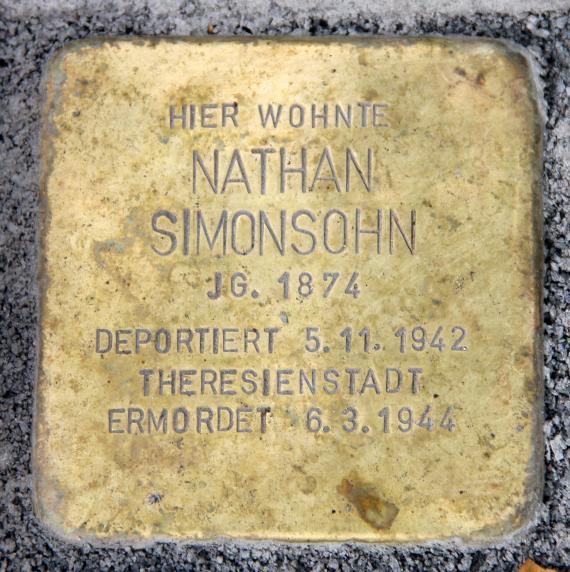 HIER WOHNTE
NATHAN
SIMONSOHN
JG. 1874
DEPORTIERT 5.11.1942
THERESIENSTADT
ERMORDET 6.3.1944